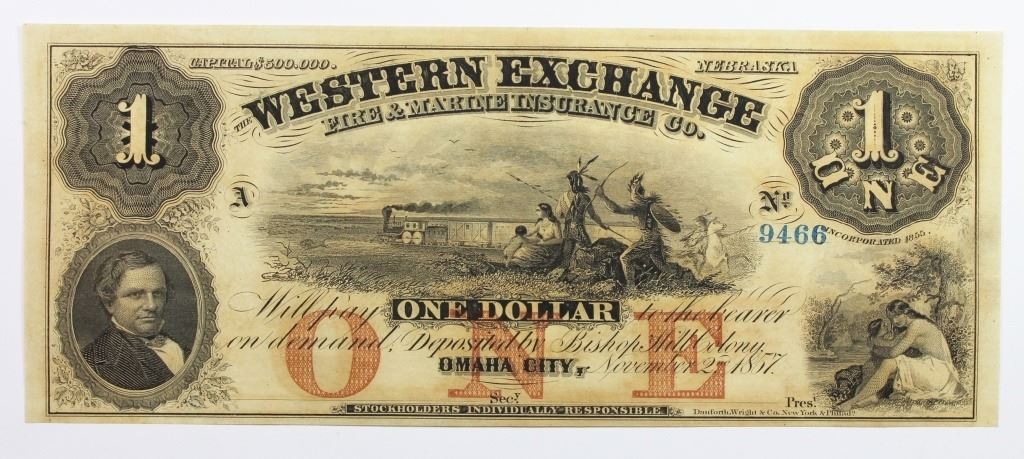 CAPITAL $500.000.
NEBRASKA
THE WESTERN EXCHANGE
FIRE & MARINE INSURANCE CO.
1
1
ONE
A
No.
9466
INCORPORATED 1855.
Will pay ONE DOLLAR to the bearer
on demand, Deposited by Bishop Hill Colony
OMAHA CITY, November 2nd 1857.
ONE
Secy
Prest
STOCKHOLDERS INDIVIDUALLY RESPONSIBLE
Danforth, Wright & Co. New York & Philada